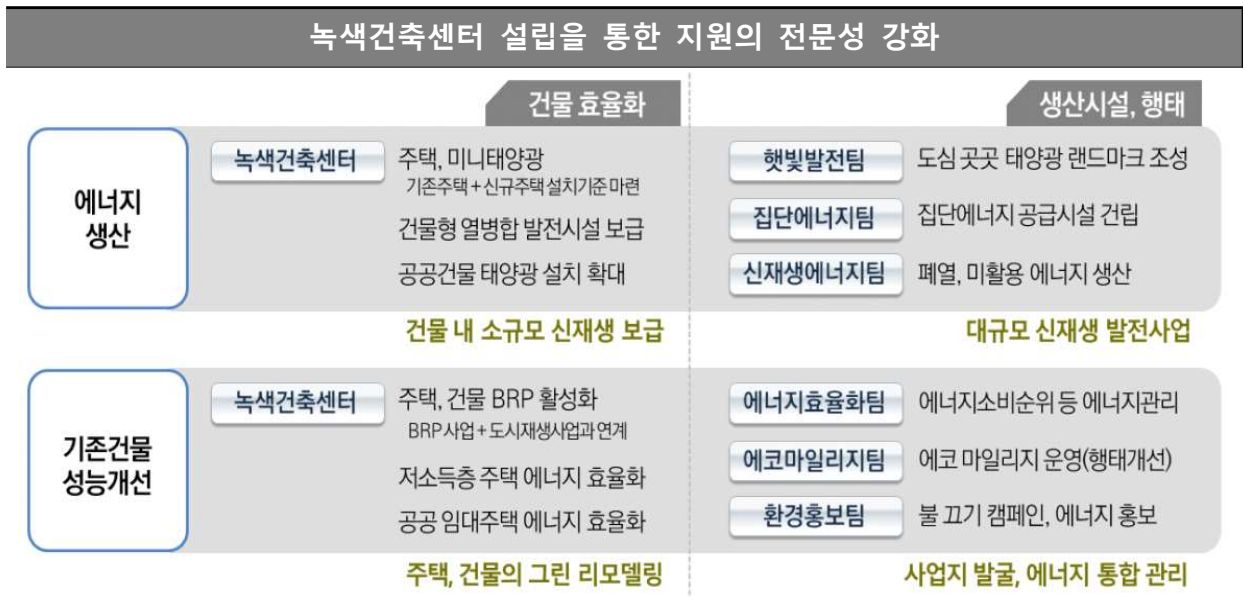 녹색건축센터 설립을 통한 지원의 전문성 강화
건물 효율화
생산시설, 행태
에너지
생산
녹색건축센터
주택, 미니태양광
기존주택 + 신규주택 설치기준 마련
건물형 열병합 발전시설 보급
공공건물 태양광 설치 확대
건물 내 소규모 신재생 보급
햇빛발전팀
도심 곳곳 태양광 랜드마크 조성
집단에너지팀
집단에너지 공급시설 건립
신재생에너지팀
폐열, 미활용 에너지 생산
대규모 신재생 발전사업
기존건물
성능개선
녹색건축센터
주택, 건물 BRP 활성화
BRP 사업 + 도시재생사업과 연계
저소득층 주택 에너지 효율화
공공 임대주택 에너지 효율화
주택, 건물의 그린 리모델링
에너지효율화팀
에너지소비순위 등 에너지관리
에코마일리지팀
에코 마일리지 운영(행태개선)
환경홍보팀
불 끄기 캠페인, 에너지 홍보
사업지 발굴, 에너지 통합 관리